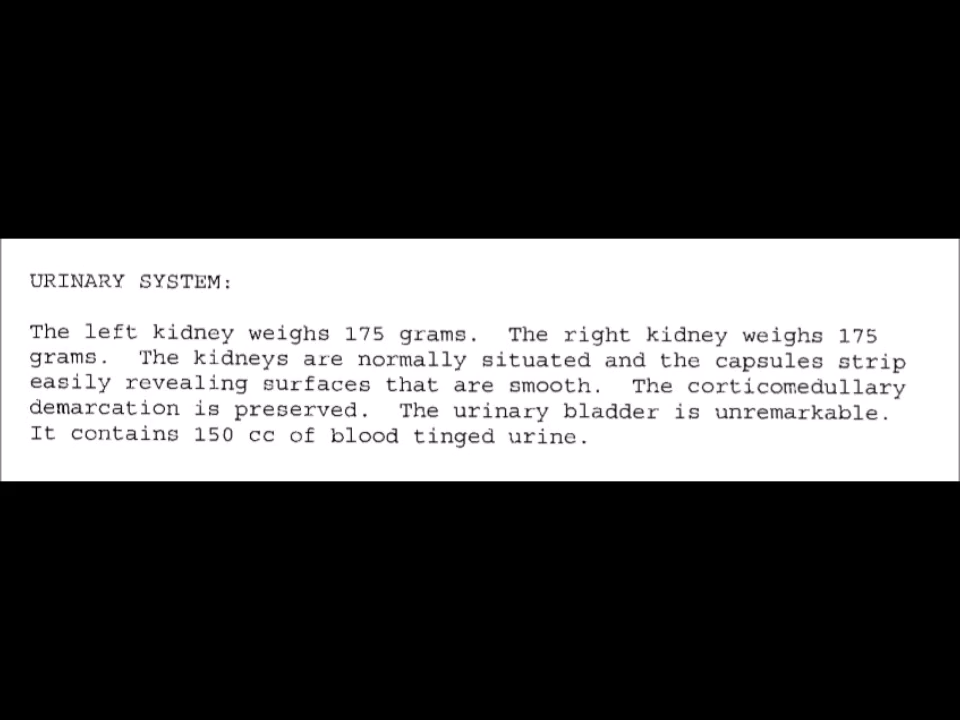 URINARY SYSTEM:
The left kidney weighs 175 grams. The right kidney weighs 175
grams. The kidneys are normally situated and the capsules strip
easily revealing surfaces that are smooth. The corticomedullary
demarcation is preserved. The urinary bladder is unremarkable.
It contains 150 cc of blood tinged urine.